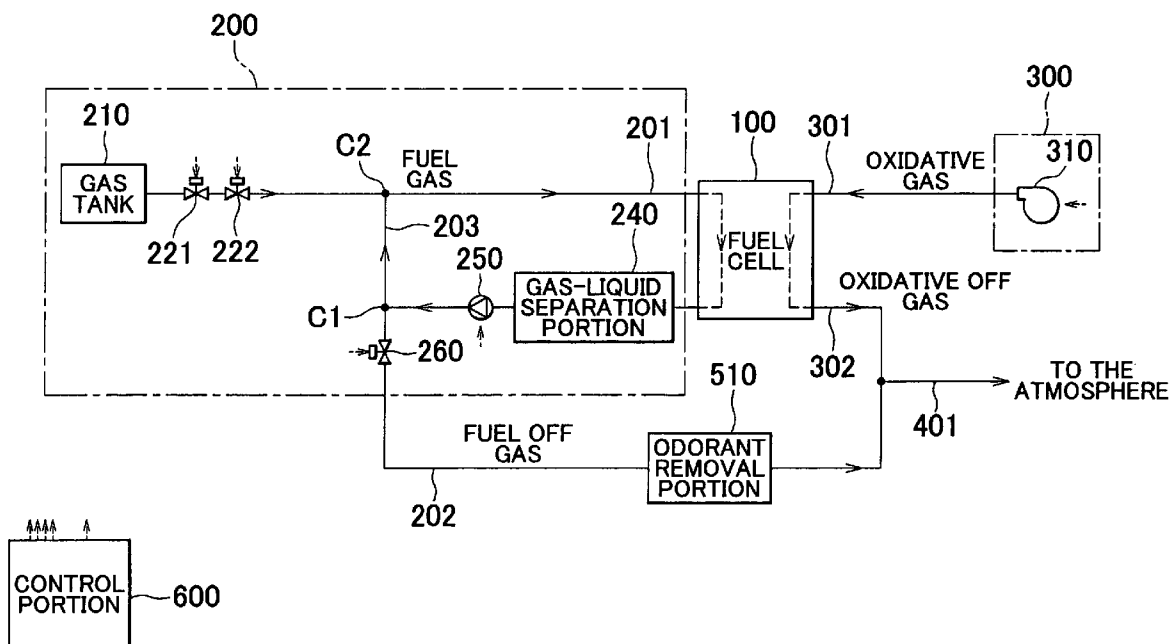 200
300
210
C2
FUEL
GAS
201
100
301
OXIDATIVE
GAS
310
GAS
TANK
221
222
203
240
FUEL
CELL
250
GAS-LIQUID
SEPARATION
PORTION
OXIDATIVE OFF
GAS
C1
260
302
TO THE
ATMOSPHERE
510
401
FUEL OFF
GAS
ODORANT
REMOVAL
PORTION
202
CONTROL
PORTION
600